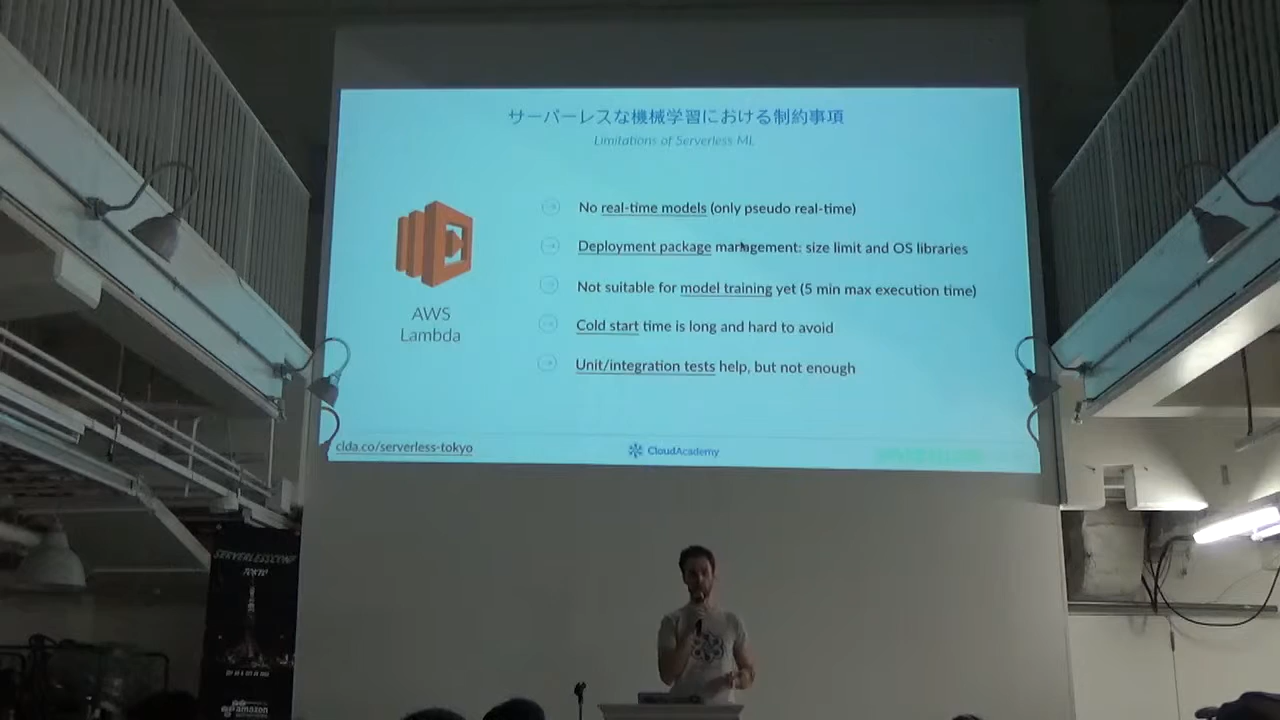 サーバーレスな機械学習における制約事項
Limitations of Serverless ML
No real-time models (only pseudo real-time)
Deployment package management: size limit and OS libraries
Not suitable for model training yet (5 min max execution time)
Cold start time is long and hard to avoid
Unit/integration tests help, but not enough
AWS
Lambda
clda.co/serverless-tokyo
CloudAcademy
SERVERLESSCONF
TOKYO
amazon